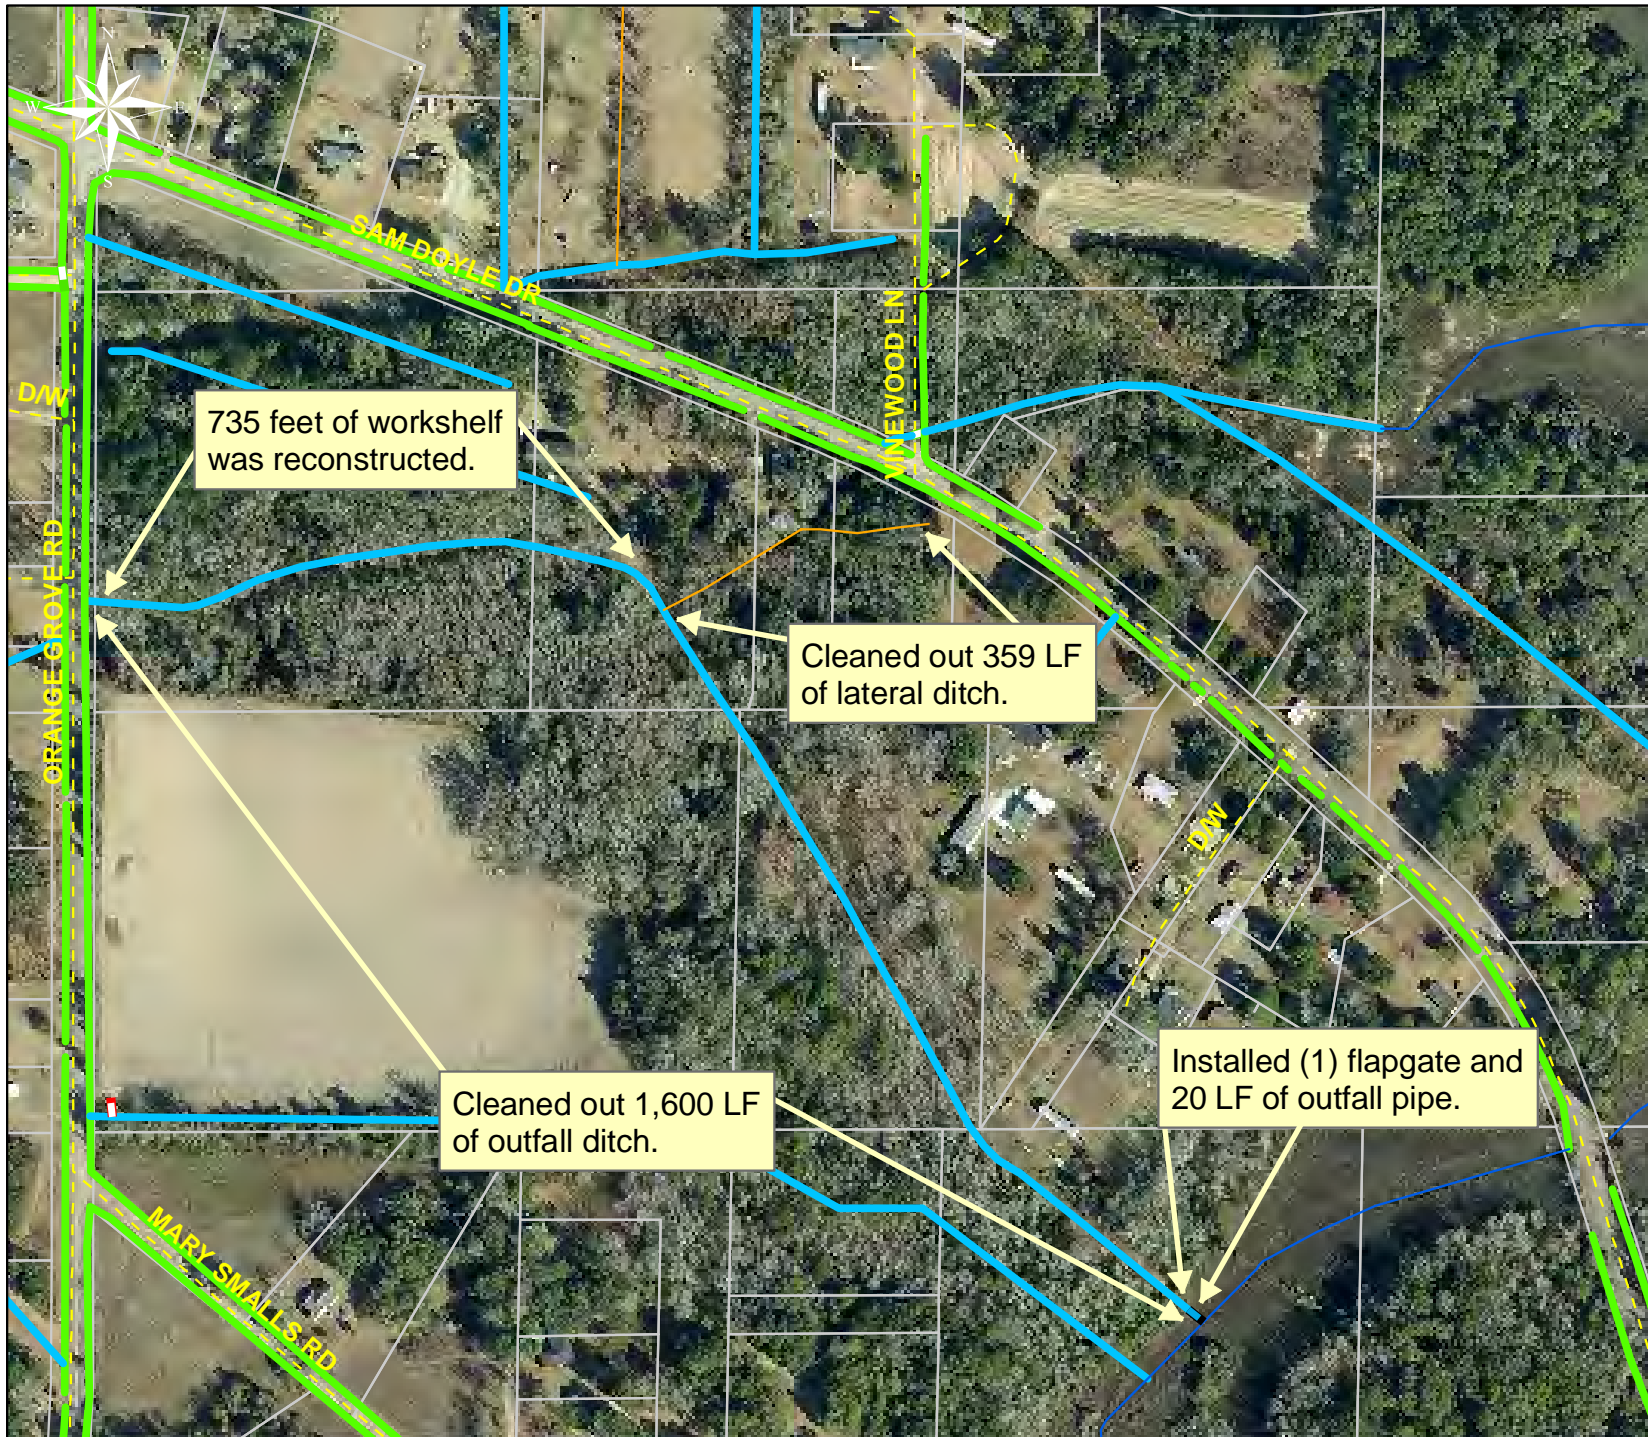 N
W E
S
SAM DOYLE DR
VINEWOOD LN
D/W
735 feet of workshelf
was reconstructed.
ORANGE GROVE RD
Cleaned out 359 LF
of lateral ditch.
D/W
Installed (1) flapgate and
20 LF of outfall pipe.
Cleaned out 1,600 LF
of outfall ditch.
MARY SMALLS RD